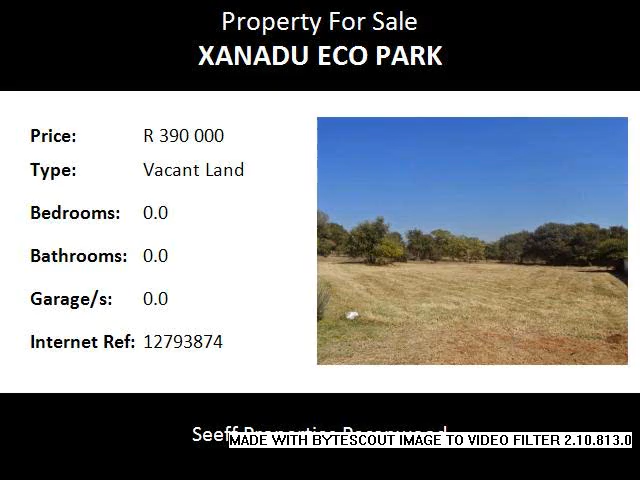 Property For Sale
XANADU ECO PARK
Price: R 390 000
Type: Vacant Land
Bedrooms: 0.0
Bathrooms: 0.0
Garage/s: 0.0
Internet Ref: 12793874
Seeff Properties
MADE WITH BYTESCOUT IMAGE TO VIDEO FILTER 2.10.813.0